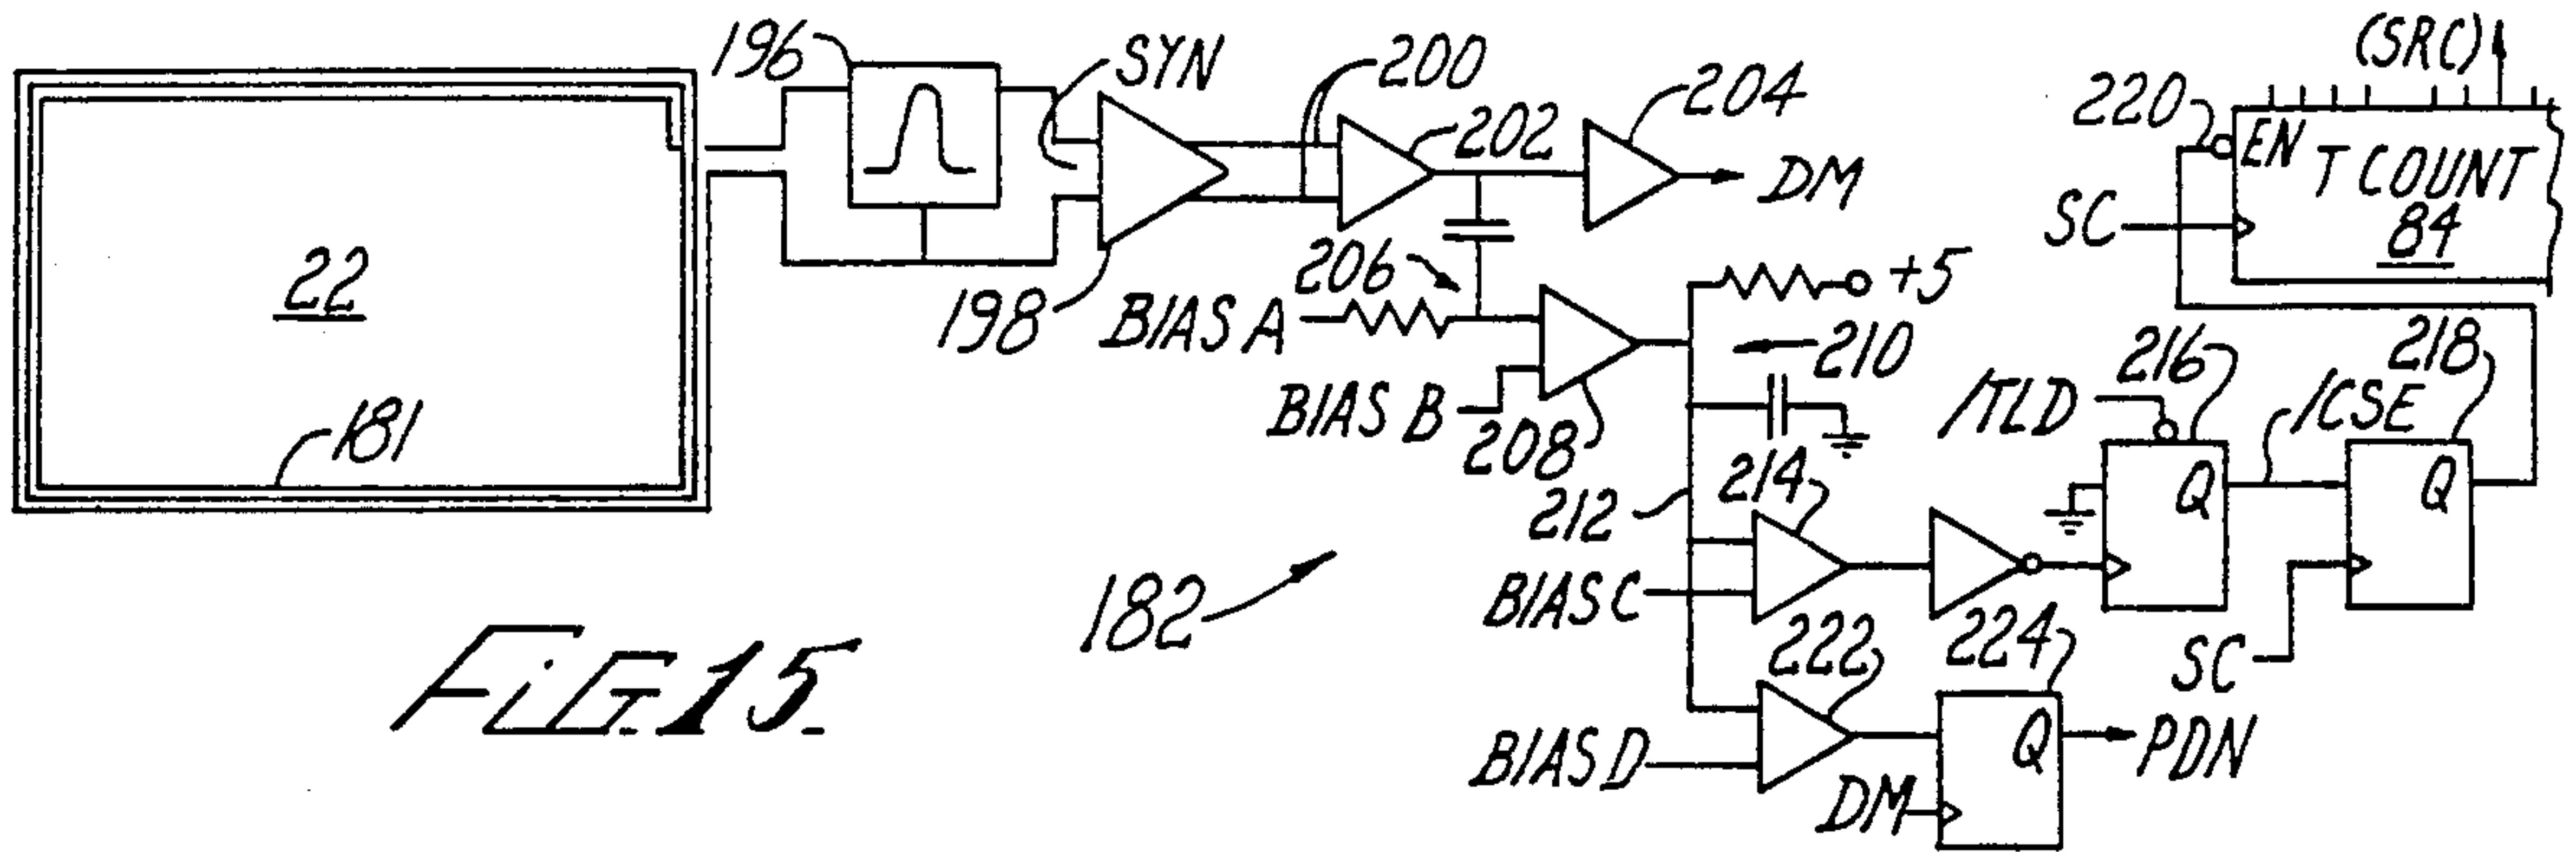 196
SYN
200
204
(SRC)
220
EN
T COUNT
84
202
DM
SC
22
206
+5
198
BIAS A
210
216
218
BIAS B
208
/TLD
/CSE
181
214
Q
Q
212
182
BIAS C
222
224
SC
FIG. 15
BIAS D
Q
PDN
DM